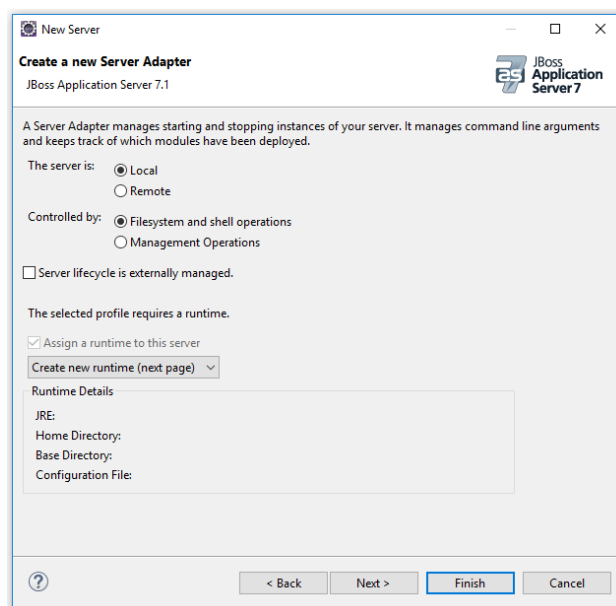 New Server
Create a new Server Adapter
JBoss Application Server 7.1
as 7
JBoss
Application
Server 7
A Server Adapter manages starting and stopping instances of your server. It manages command line arguments
and keeps track of which modules have been deployed.
The server is:
Local
Remote
Controlled by:
Filesystem and shell operations
Management Operations
Server lifecycle is externally managed.
The selected profile requires a runtime.
Assign a runtime to this server
Create new runtime (next page)
Runtime Details
JRE:
Home Directory:
Base Directory:
Configuration File:
?
< Back
Next >
Finish
Cancel